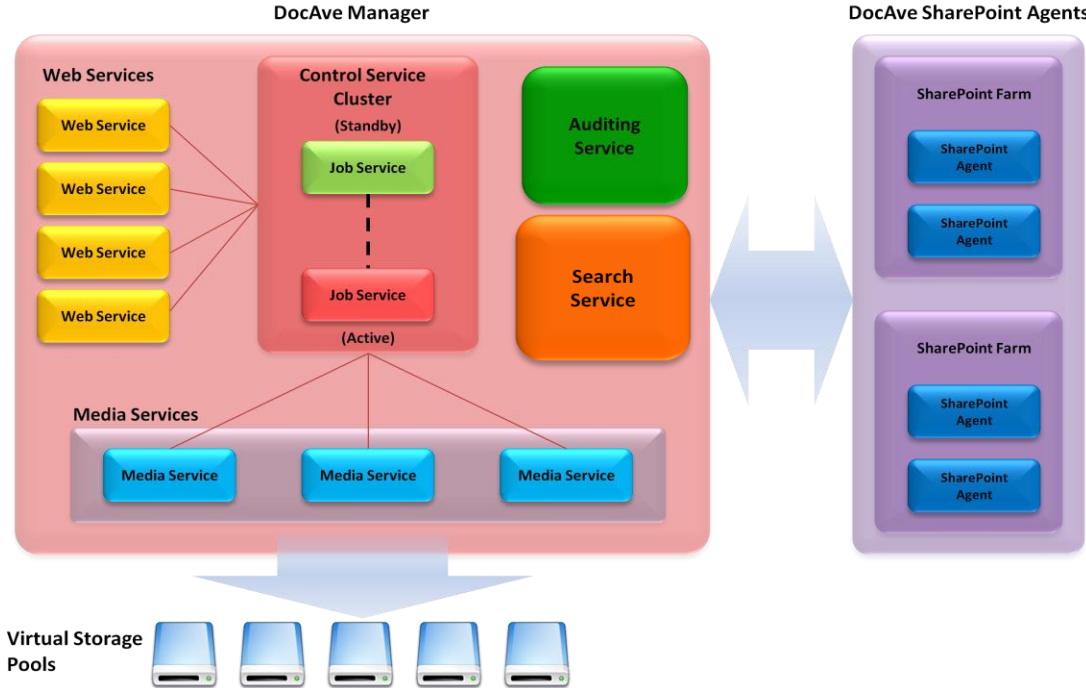 DocAve Manager
DocAve SharePoint Agents
Web Services
Web Service
Web Service
Web Service
Web Service
Control Service
Cluster
(Standby)
Job Service
Job Service
(Active)
Auditing
Service
Search
Service
Media Services
Media Service
Media Service
Media Service
SharePoint Farm
SharePoint
Agent
SharePoint
Agent
SharePoint Farm
SharePoint
Agent
SharePoint
Agent
Virtual Storage
Pools